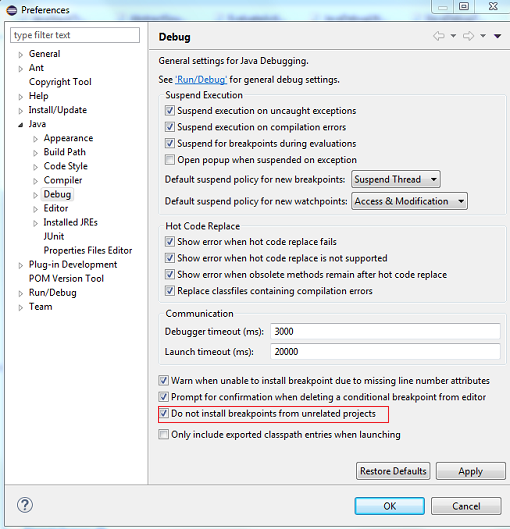 Preferences
type filter text
General
Ant
Copyright Tool
Help
Install/Update
Java
Appearance
Build Path
Code Style
Compiler
Debug
Editor
Installed JREs
JUnit
Properties Files Editor
Plug-in Development
POM Version Tool
Run/Debug
Team
Debug
General settings for Java Debugging.
See 'Run/Debug' for general debug settings.
Suspend Execution
Suspend execution on uncaught exceptions
Suspend execution on compilation errors
Suspend for breakpoints during evaluations
Open popup when suspended on exception
Default suspend policy for new breakpoints: Suspend Thread
Default suspend policy for new watchpoints: Access & Modification
Hot Code Replace
Show error when hot code replace fails
Show error when hot code replace is not supported
Show error when obsolete methods remain after hot code replace
Replace classfiles containing compilation errors
Communication
Debugger timeout (ms): 3000
Launch timeout (ms): 20000
Warn when unable to install breakpoint due to missing line number attributes
Prompt for confirmation when deleting a conditional breakpoint from editor
Do not install breakpoints from unrelated projects
Only include exported classpath entries when launching
Restore Defaults Apply
? OK Cancel